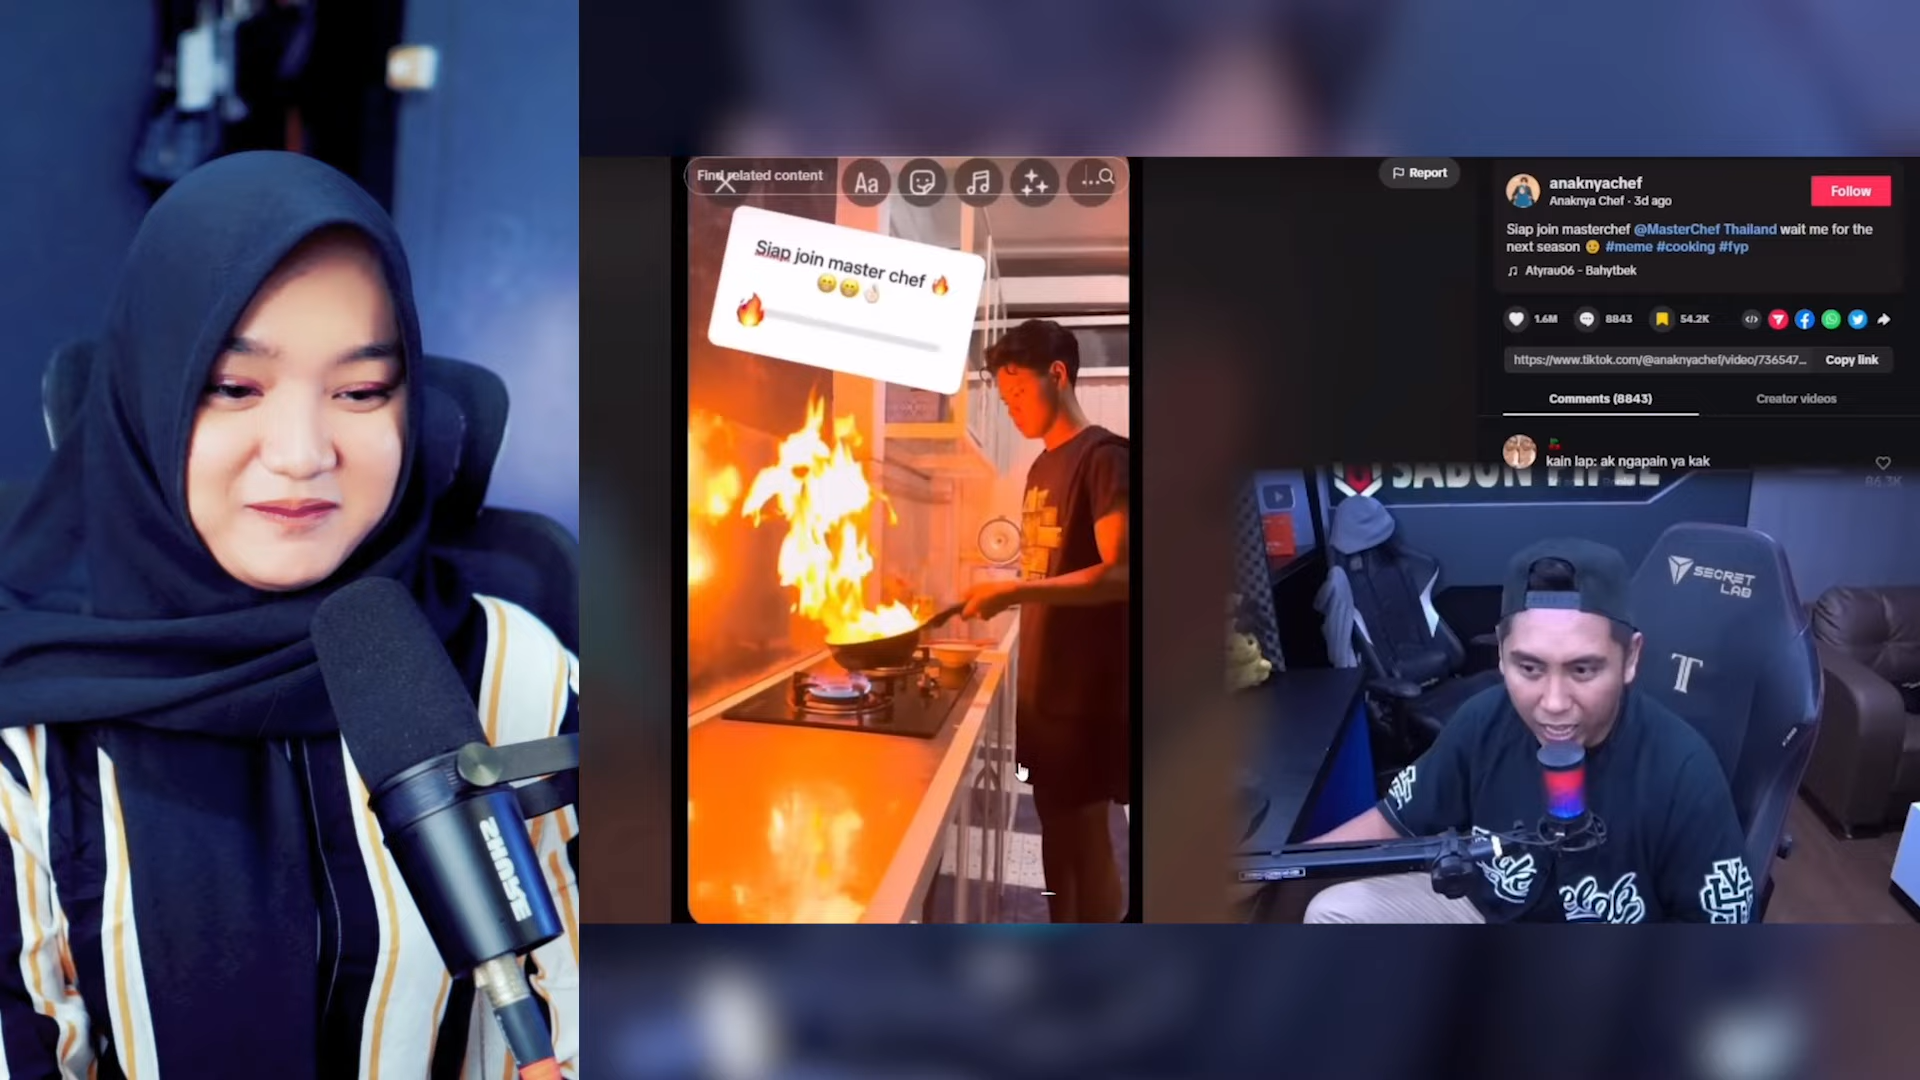 Find related content
Aa
Siap join master chef 🔥
😁😁👌🏻
Report
anaknyachef
Anaknya Chef · 3d ago
Follow
Siap join masterchef @MasterChef Thailand wait me for the
next season 😉 #meme #cooking #fyp
Atyrau06 - Bahytbek
1.6M
8843
54.2K
https://www.tiktok.com/@anaknyachef/video/736547...
Copy link
Comments (8843)
Creator videos
kain lap: ak ngapain ya kak
86.3K
SECRET
LAB
SHURE